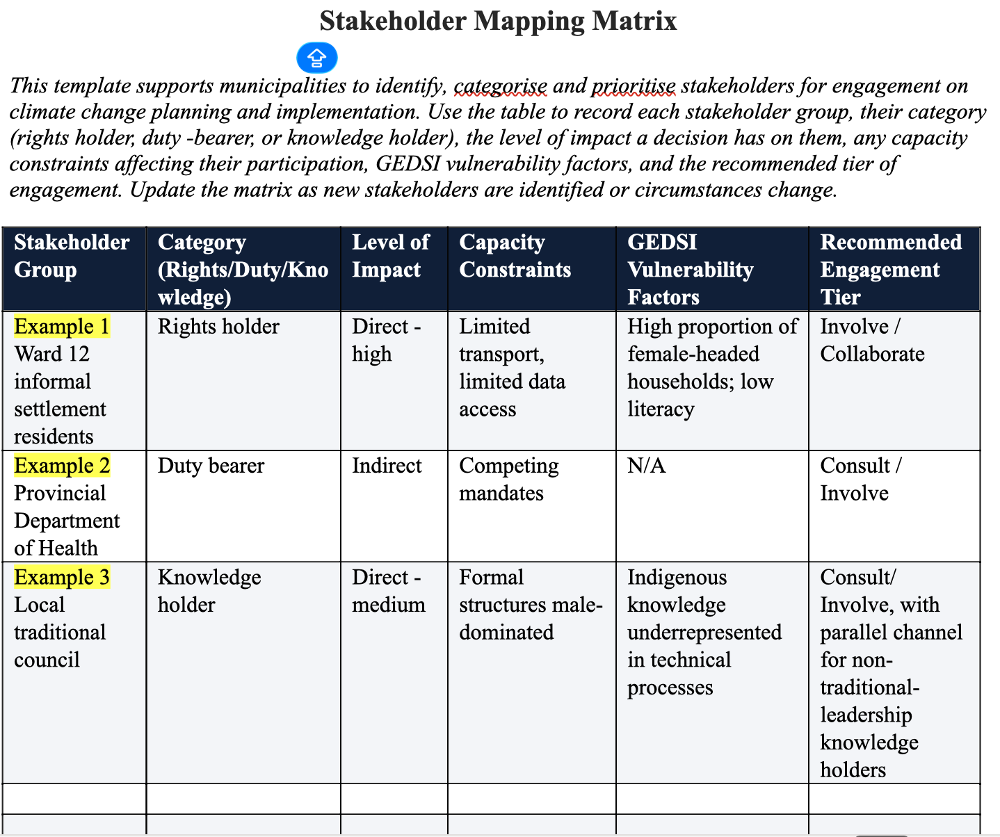 Stakeholder Mapping Matrix
This template supports municipalities to identify, categorise and prioritise stakeholders for engagement on
climate change planning and implementation. Use the table to record each stakeholder group, their category
(rights holder, duty -bearer, or knowledge holder), the level of impact a decision has on them, any capacity
constraints affecting their participation, GEDSI vulnerability factors, and the recommended tier of
engagement. Update the matrix as new stakeholders are identified or circumstances change.
Stakeholder
Group
Category
(Rights/Duty/Kno
wledge)
Level of
Impact
Capacity
Constraints
GEDSI
Vulnerability
Factors
Recommended
Engagement
Tier
Example 1
Ward 12
informal
settlement
residents
Rights holder
Direct -
high
Limited
transport,
limited data
access
High proportion of
female-headed
households; low
literacy
Involve /
Collaborate
Example 2
Provincial
Department
of Health
Duty bearer
Indirect
Competing
mandates
N/A
Consult /
Involve
Example 3
Local
traditional
council
Knowledge
holder
Direct -
medium
Formal
structures male-
dominated
Indigenous
knowledge
underrepresented
in technical
processes
Consult/
Involve, with
parallel channel
for non-
traditional-
leadership
knowledge
holders